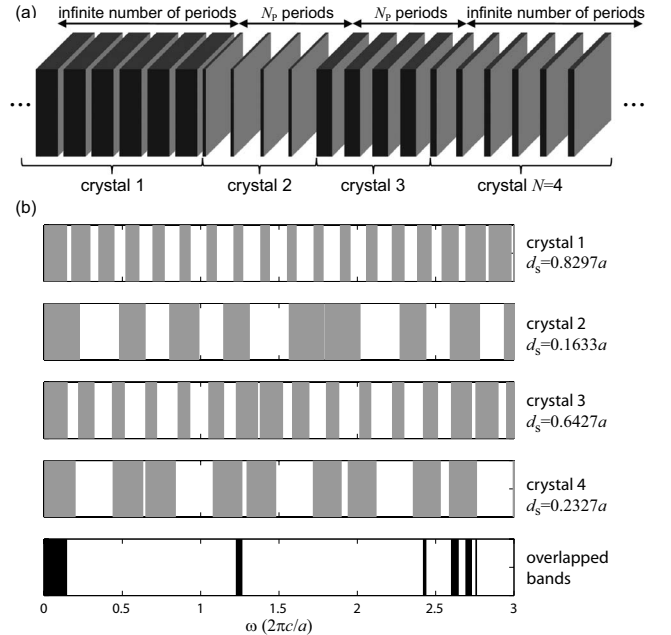 (a)
infinite number of periods
N_P periods
N_P periods
infinite number of periods
...
...
crystal 1
crystal 2
crystal 3
crystal N=4
(b)
crystal 1
d_s=0.8297a
crystal 2
d_s=0.1633a
crystal 3
d_s=0.6427a
crystal 4
d_s=0.2327a
overlapped
bands
0 0.5 1 1.5 2 2.5 3
ω (2πc/a)